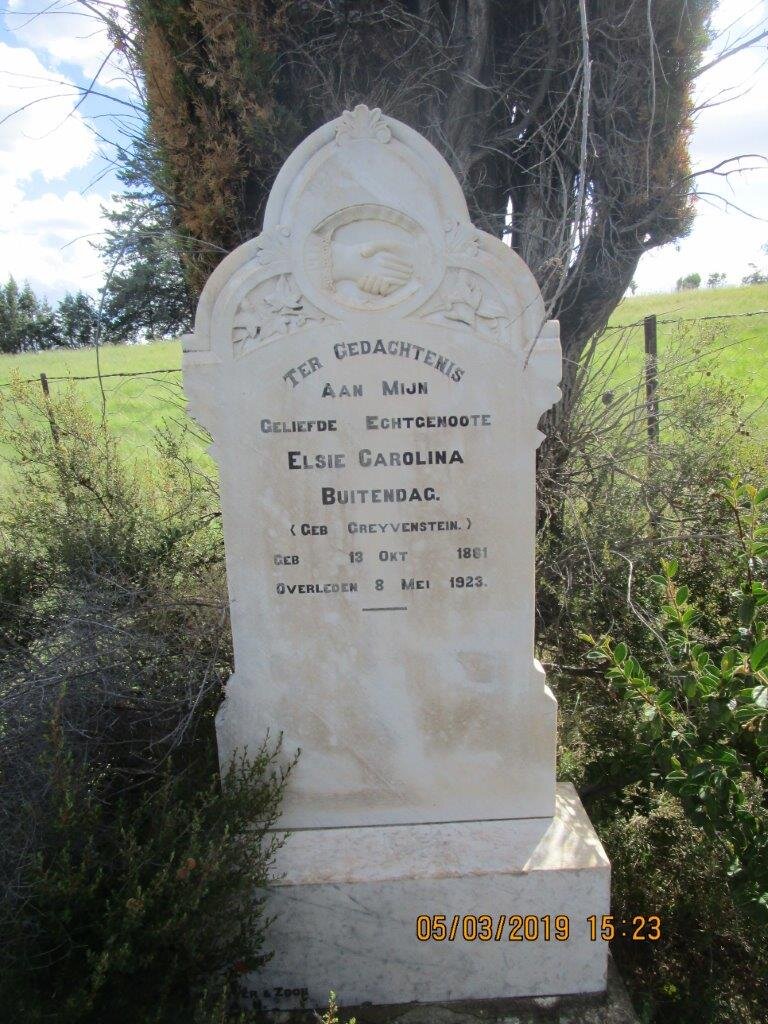 TER GEDACHTENIS
AAN MIJN
GELIEFDE ECHTGENOOTE
ELSIE CAROLINA
BUITENDAG.
(GEB GREYVENSTEIN.)
GEB 13 OKT 1861
OVERLEDEN 8 MEI 1923.
05/03/2019 15:23
& ZOON